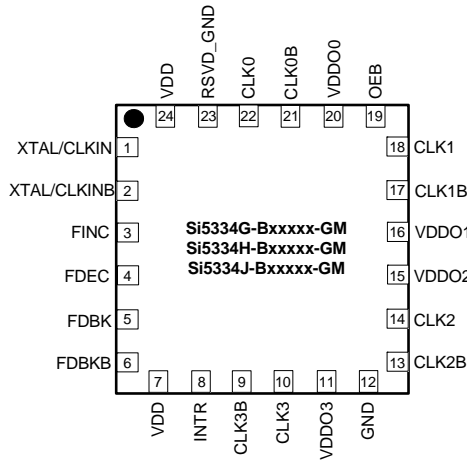 VDD
RSVD_GND
CLK0
CLK0B
VDDO0
OEB
24
23
22
21
20
19
XTAL/CLKIN 1
XTAL/CLKINB 2
FINC 3
FDEC 4
FDBK 5
FDBKB 6
Si5334G-Bxxxxx-GM
Si5334H-Bxxxxx-GM
Si5334J-Bxxxxx-GM
18 CLK1
17 CLK1B
16 VDDO1
15 VDDO2
14 CLK2
13 CLK2B
7
8
9
10
11
12
VDD
INTR
CLK3B
CLK3
VDDO3
GND